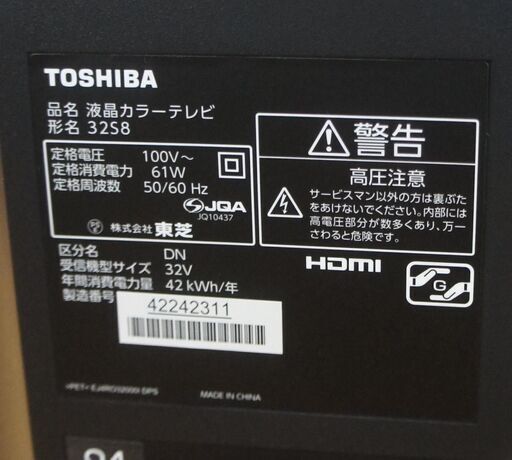 TOSHIBA
品名 液晶カラーテレビ
形名 32S8
定格電圧 100V～
定格消費電力 61W
定格周波数 50/60 Hz
JQA
JQ10437
株式会社 東芝
区分名 DN
受信機型サイズ 32V
年間消費電力量 42 kWh/年
製造番号
42242311
警告
高圧注意
サービスマン以外の方は裏ぶた
をあけないでください。内部には
高電圧部分が数多くあり、万一
さわると危険です。
HDMI
G
MADE IN CHINA